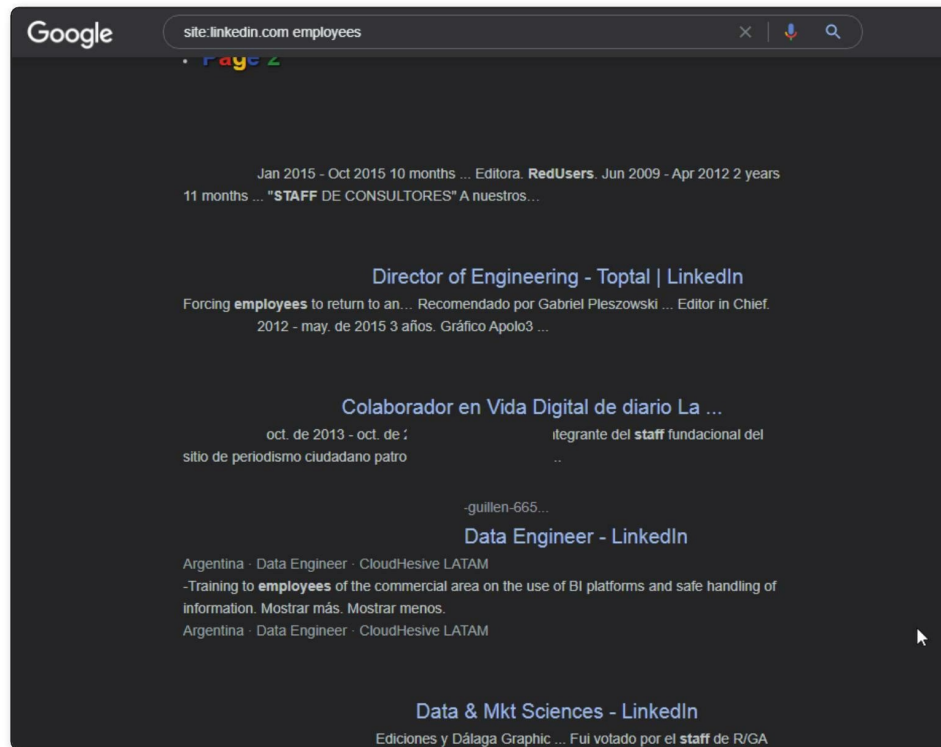 Google
site:linkedin.com employees
Page 2
Jan 2015 - Oct 2015 10 months ... Editora. RedUsers. Jun 2009 - Apr 2012 2 years
11 months ... "STAFF DE CONSULTORES" A nuestros...
Director of Engineering - Toptal | LinkedIn
Forcing employees to return to an... Recomendado por Gabriel Pleszowski ... Editor in Chief.
2012 - may. de 2015 3 años. Gráfico Apolo3 ...
Colaborador en Vida Digital de diario La ...
oct. de 2013 - oct. de tegrante del staff fundacional del
sitio de periodismo ciudadano patro ..
-guillen-665...
Data Engineer - LinkedIn
Argentina · Data Engineer · CloudHesive LATAM
-Training to employees of the commercial area on the use of BI platforms and safe handling of
information. Mostrar más. Mostrar menos.
Argentina · Data Engineer · CloudHesive LATAM
Data & Mkt Sciences - LinkedIn
Ediciones y Dálaga Graphic ... Fui votado por el staff de R/GA